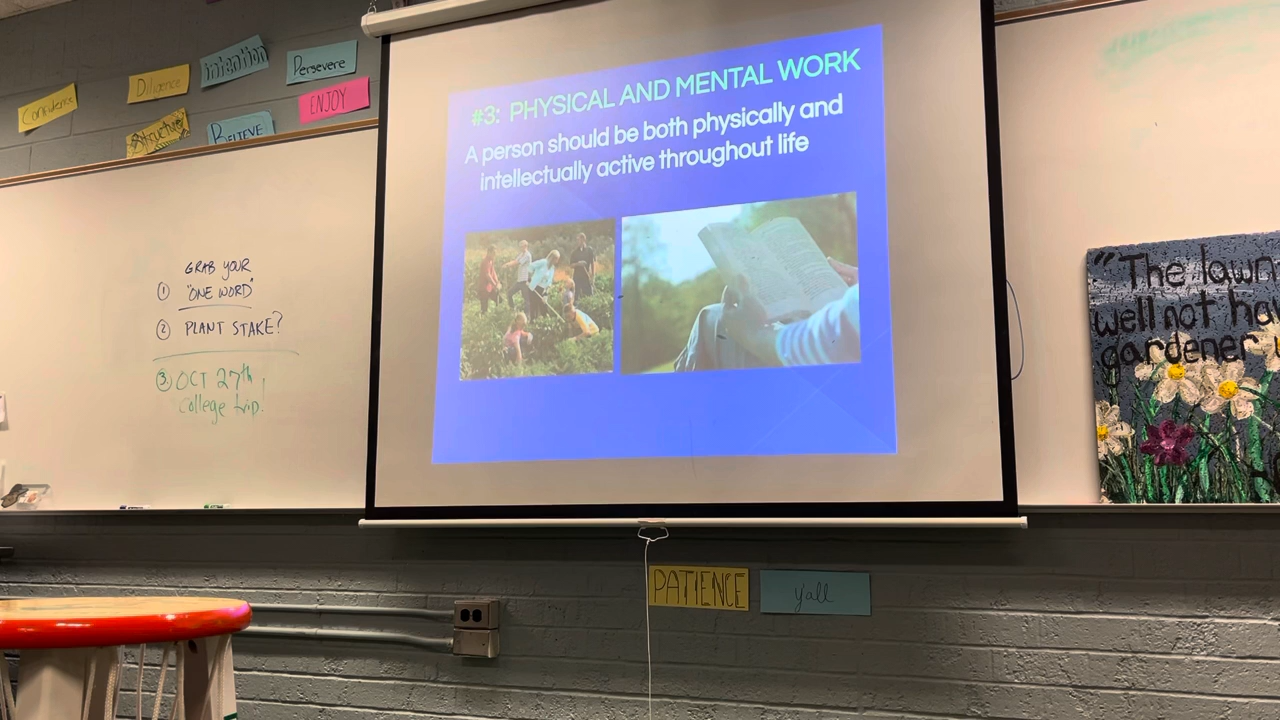 Confidence
Diligence
Intention
Persevere
Structure
BELIEVE
ENJOY
#3: PHYSICAL AND MENTAL WORK
A person should be both physically and
intellectually active throughout life
GRAB YOUR
① "ONE WORD"
② PLANT STAKE?
③ OCT 27th
College trip!
"The lawn
well not ha
gardener
PATIENCE
y'all